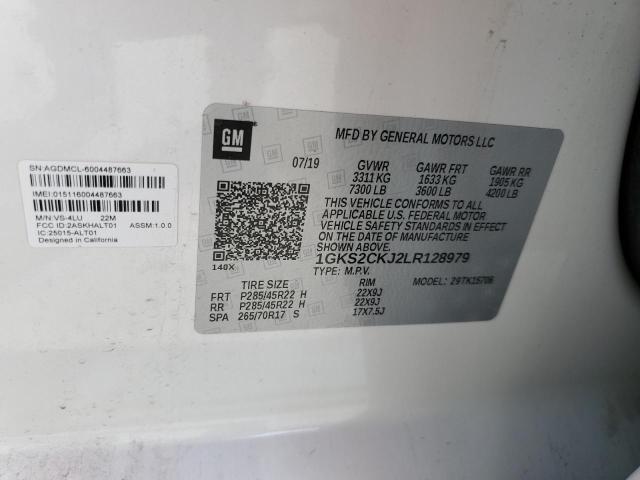 SN:AGDMCL-6004487663
IMEI:015116004487663
M/N:VS-4LU 22M
FCC ID:2ASKHALT01 ASSM:1.0.0
IC:25015-ALT01
Designed in California
GM
MFD BY GENERAL MOTORS LLC
07/19 GVWR GAWR FRT GAWR RR
3311 KG 1633 KG 1905 KG
7300 LB 3600 LB 4200 LB
THIS VEHICLE CONFORMS TO ALL
APPLICABLE U.S. FEDERAL MOTOR
VEHICLE SAFETY STANDARDS IN EFFECT
ON THE DATE OF MANUFACTURE SHOWN ABOVE.
1GKS2CKJ2LR128979
140X
TYPE: M.P.V. MODEL: 29TK15706
TIRE SIZE RIM
FRT P285/45R22 H 22X9J
RR P285/45R22 H 22X9J
SPA 265/70R17 S 17X7.5J